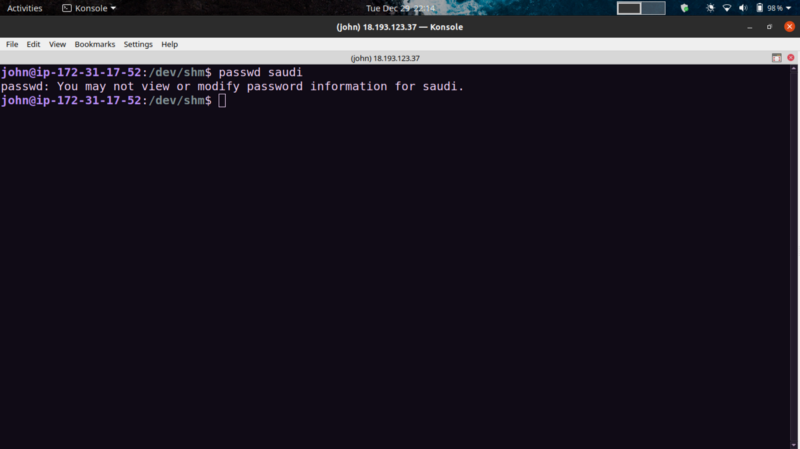 Activities Konsole Tue Dec 29 22:14 98 %
(john) 18.193.123.37 — Konsole
File Edit View Bookmarks Settings Help
(john) 18.193.123.37
john@ip-172-31-17-52:/dev/shm$ passwd saudi
passwd: You may not view or modify password information for saudi.
john@ip-172-31-17-52:/dev/shm$